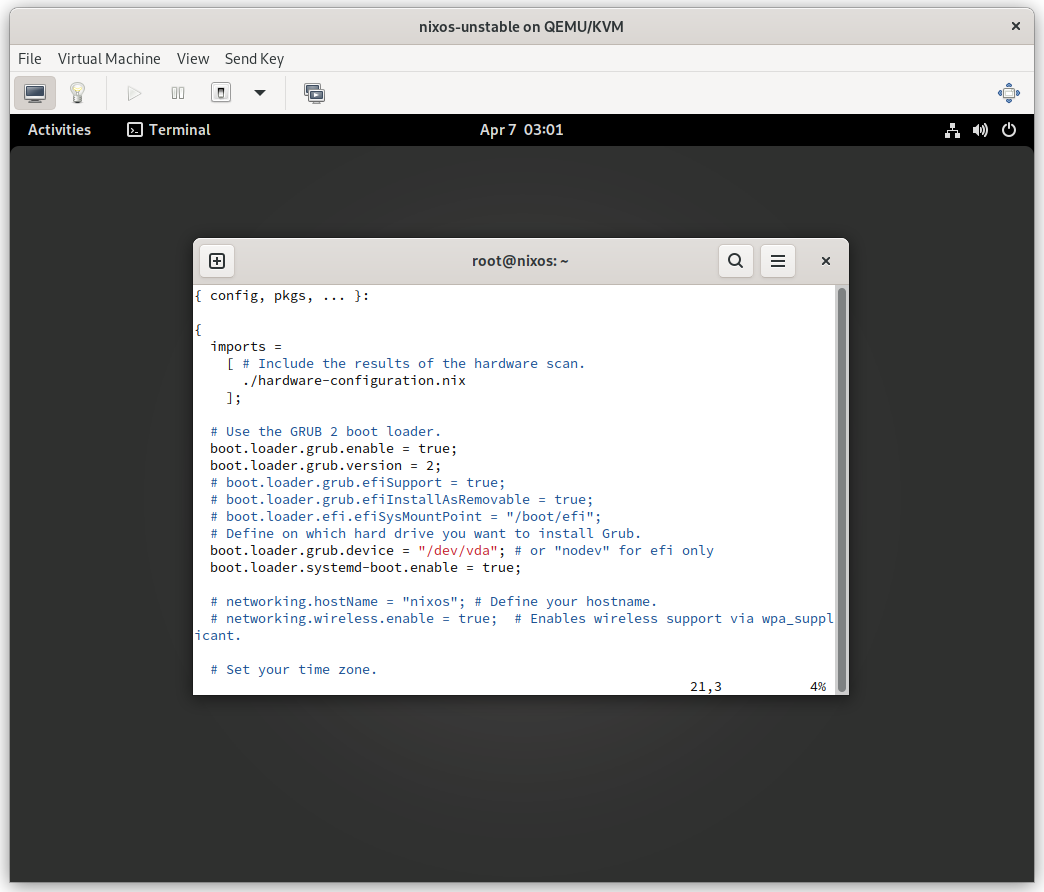 nixos-unstable on QEMU/KVM
File Virtual Machine View Send Key
Activities Terminal Apr 7 03:01
root@nixos: ~
{ config, pkgs, ... }:
{
imports =
[ # Include the results of the hardware scan.
./hardware-configuration.nix
];
# Use the GRUB 2 boot loader.
boot.loader.grub.enable = true;
boot.loader.grub.version = 2;
# boot.loader.grub.efiSupport = true;
# boot.loader.grub.efiInstallAsRemovable = true;
# boot.loader.efi.efiSysMountPoint = "/boot/efi";
# Define on which hard drive you want to install Grub.
boot.loader.grub.device = "/dev/vda"; # or "nodev" for efi only
boot.loader.systemd-boot.enable = true;
# networking.hostName = "nixos"; # Define your hostname.
# networking.wireless.enable = true;  # Enables wireless support via wpa_suppl
icant.
# Set your time zone.
21,3 4%